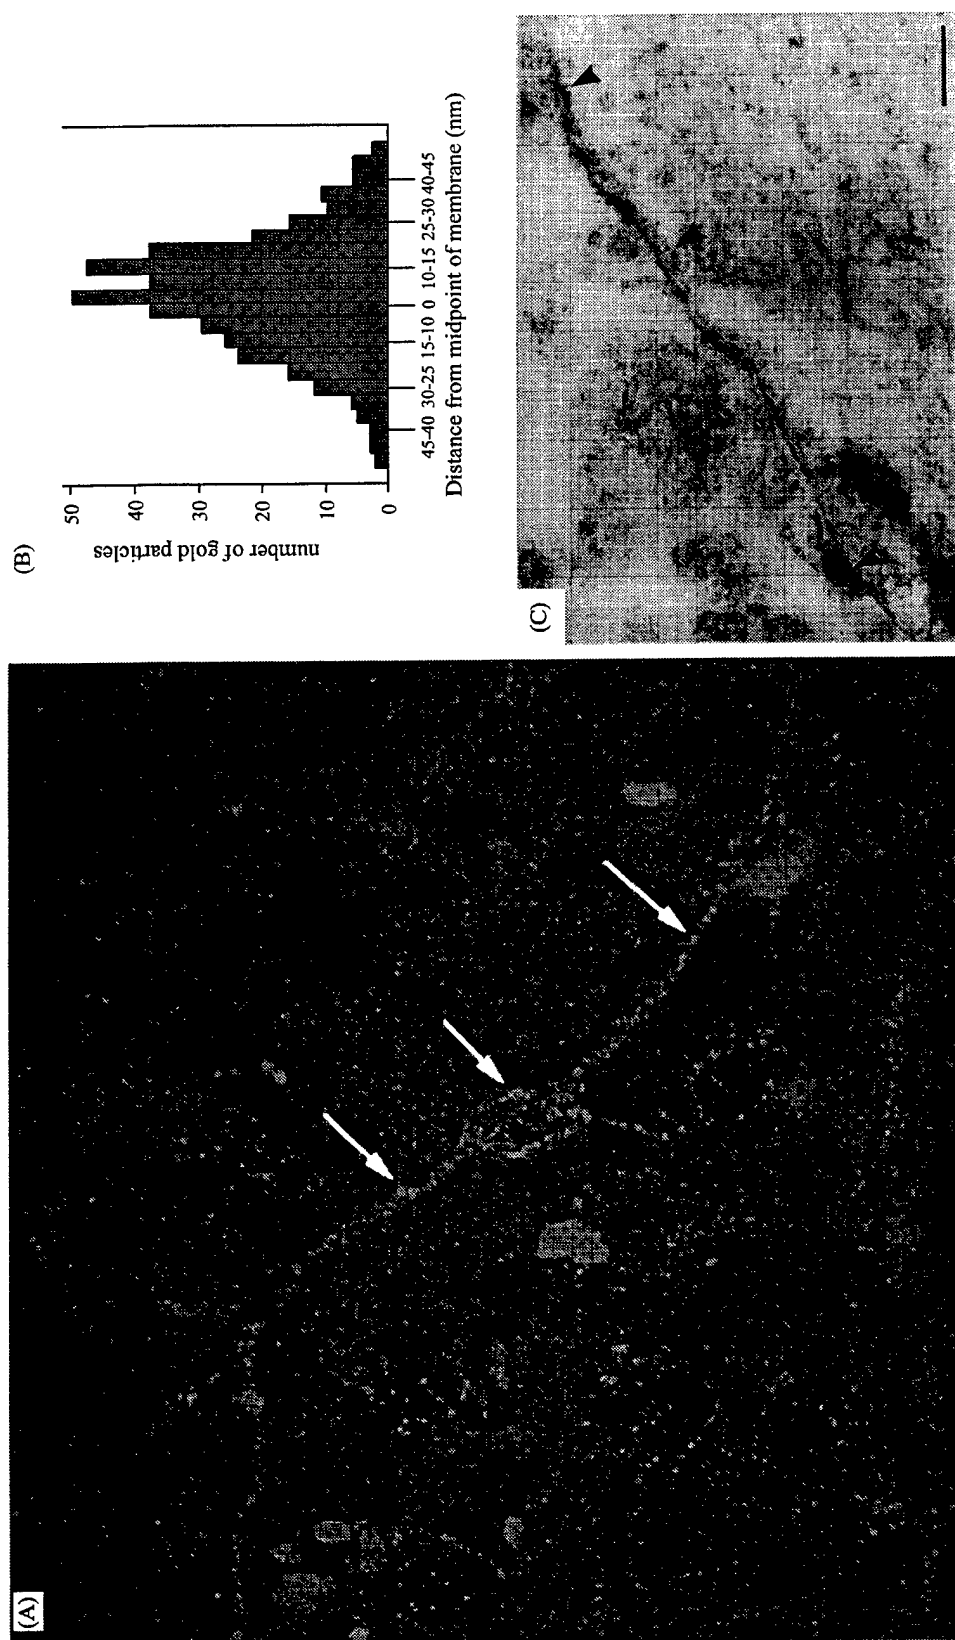 (A)
(B)
number of gold particles
50
40
30
20
10
0
45-40 30-25 15-10 0 10-15 25-30 40-45
Distance from midpoint of membrane (nm)
(C)